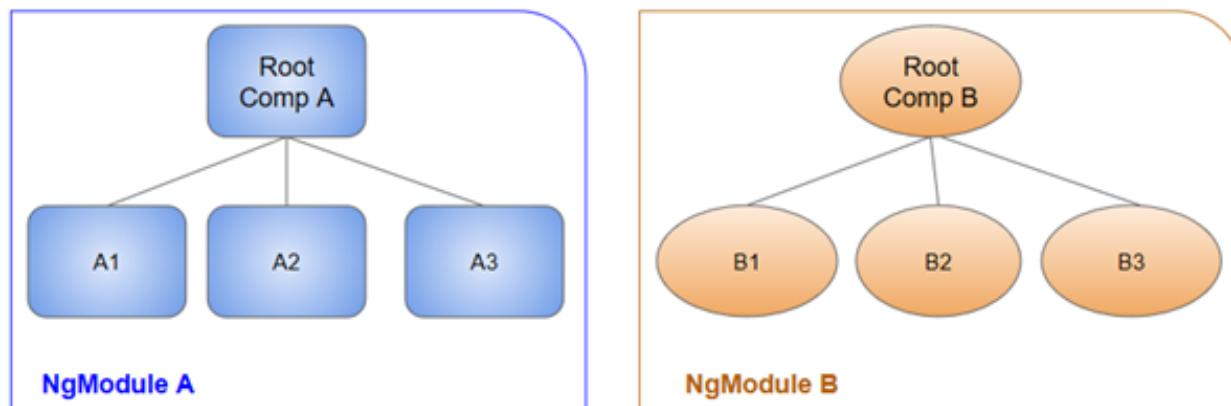 Root
Comp A
A1
A2
A3
NgModule A
Root
Comp B
B1
B2
B3
NgModule B